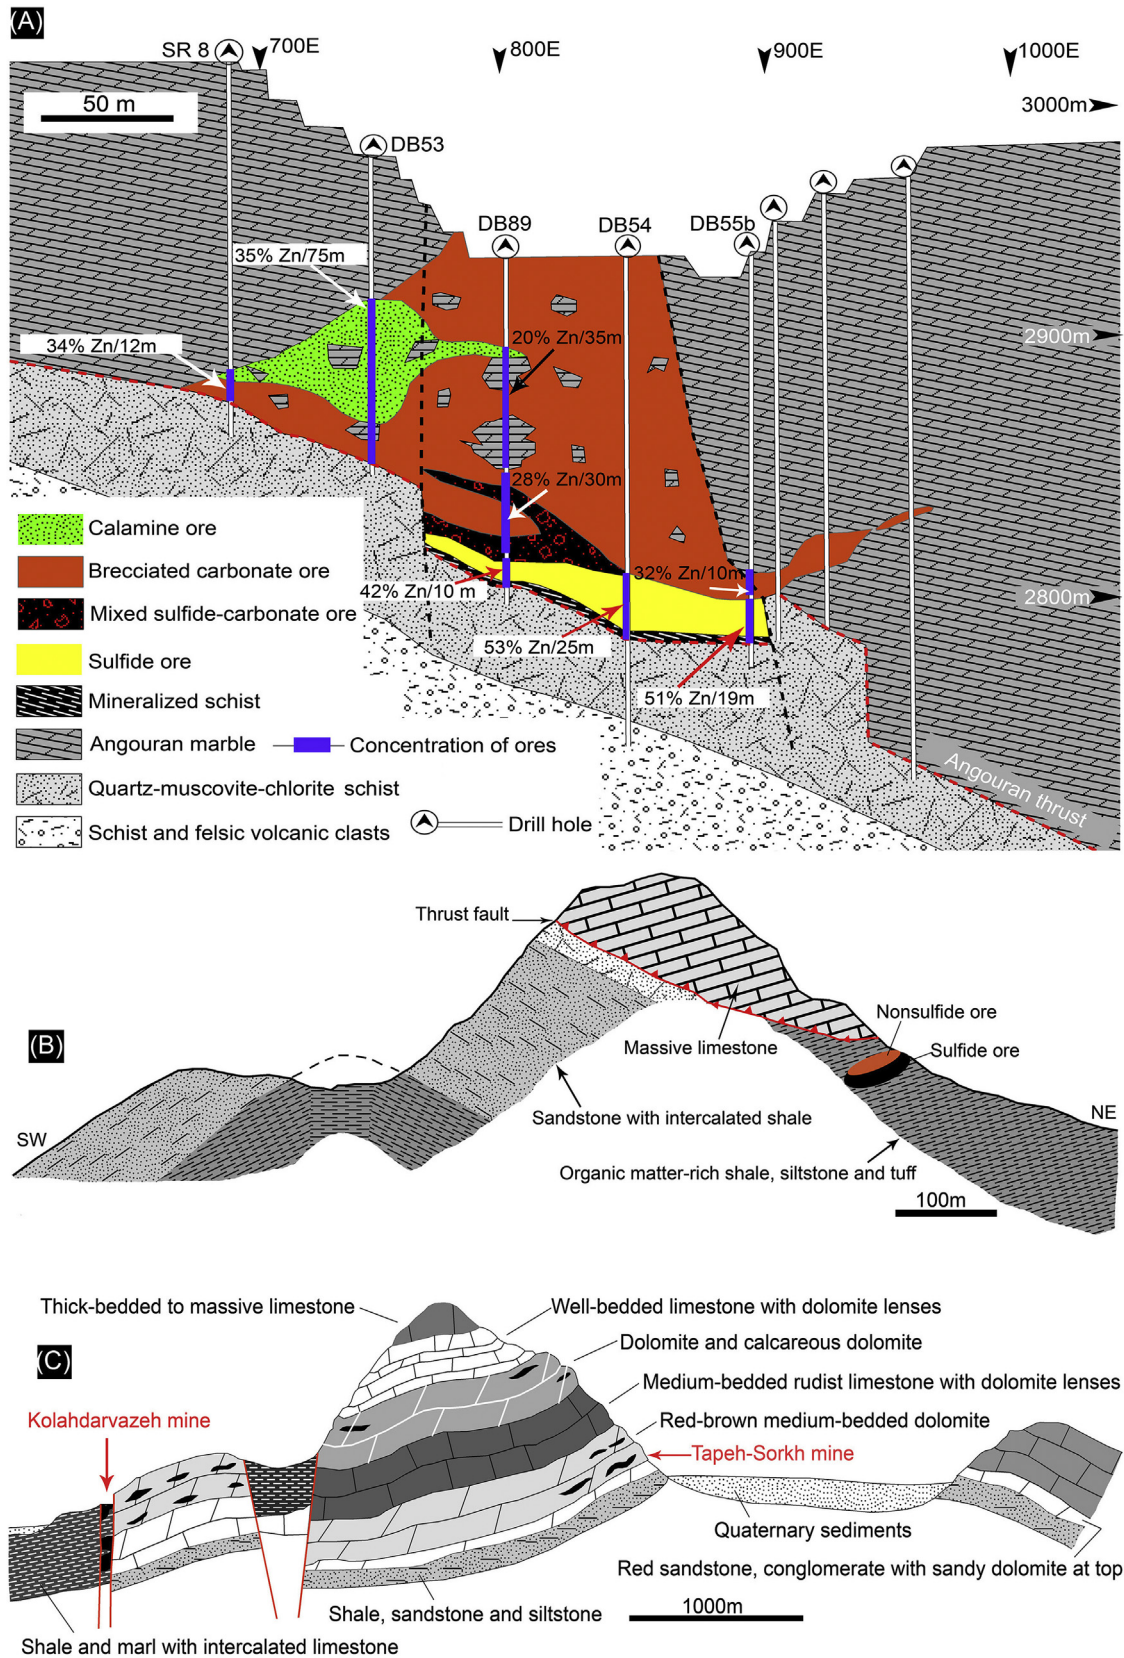 (A)
SR 8
700E
800E
900E
1000E
50 m
3000m
DB53
DB89
DB54
DB55b
35% Zn/75m
34% Zn/12m
20% Zn/35m
2900m
28% Zn/30m
42% Zn/10 m
32% Zn/10m
2800m
53% Zn/25m
51% Zn/19m
Calamine ore
Brecciated carbonate ore
Mixed sulfide-carbonate ore
Sulfide ore
Mineralized schist
Angouran marble
Concentration of ores
Quartz-muscovite-chlorite schist
Schist and felsic volcanic clasts
Drill hole
Angouran thrust
(B)
Thrust fault
Nonsulfide ore
Massive limestone
Sulfide ore
Sandstone with intercalated shale
SW
NE
Organic matter-rich shale, siltstone and tuff
100m
(C)
Thick-bedded to massive limestone
Well-bedded limestone with dolomite lenses
Dolomite and calcareous dolomite
Medium-bedded rudist limestone with dolomite lenses
Kolahdarvazeh mine
Red-brown medium-bedded dolomite
Tapeh-Sorkh mine
Quaternary sediments
Red sandstone, conglomerate with sandy dolomite at top
Shale, sandstone and siltstone
1000m
Shale and marl with intercalated limestone